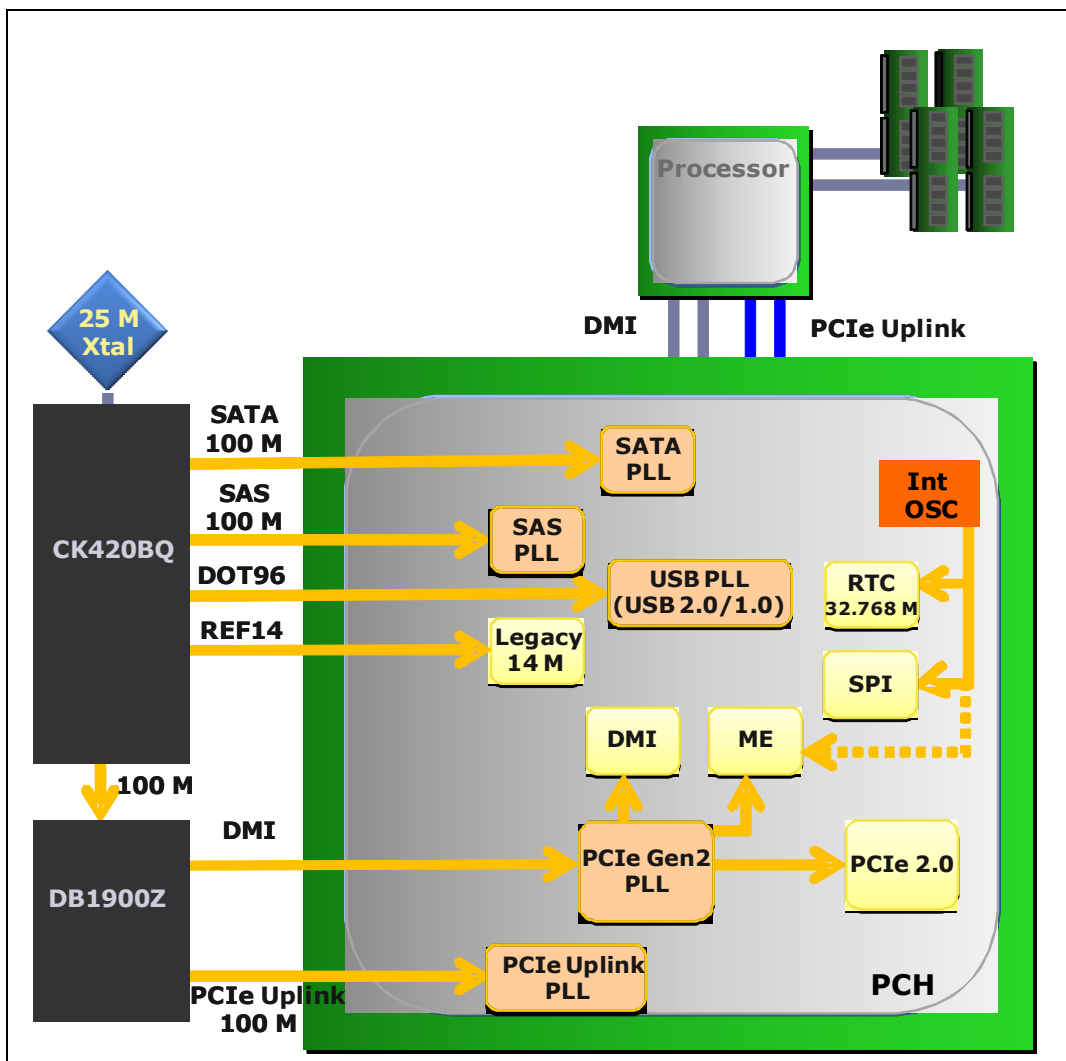 Processor
DMI
PCIe Uplink
25 M
Xtal
SATA
100 M
SATA
PLL
Int
OSC
SAS
100 M
SAS
PLL
CK420BQ
DOT96
USB PLL
(USB 2.0/1.0)
RTC
32.768 M
REF14
Legacy
14 M
SPI
DMI
ME
100 M
DMI
PCIe Gen2
PLL
PCIe 2.0
DB1900Z
PCIe Uplink
100 M
PCIe Uplink
PLL
PCH